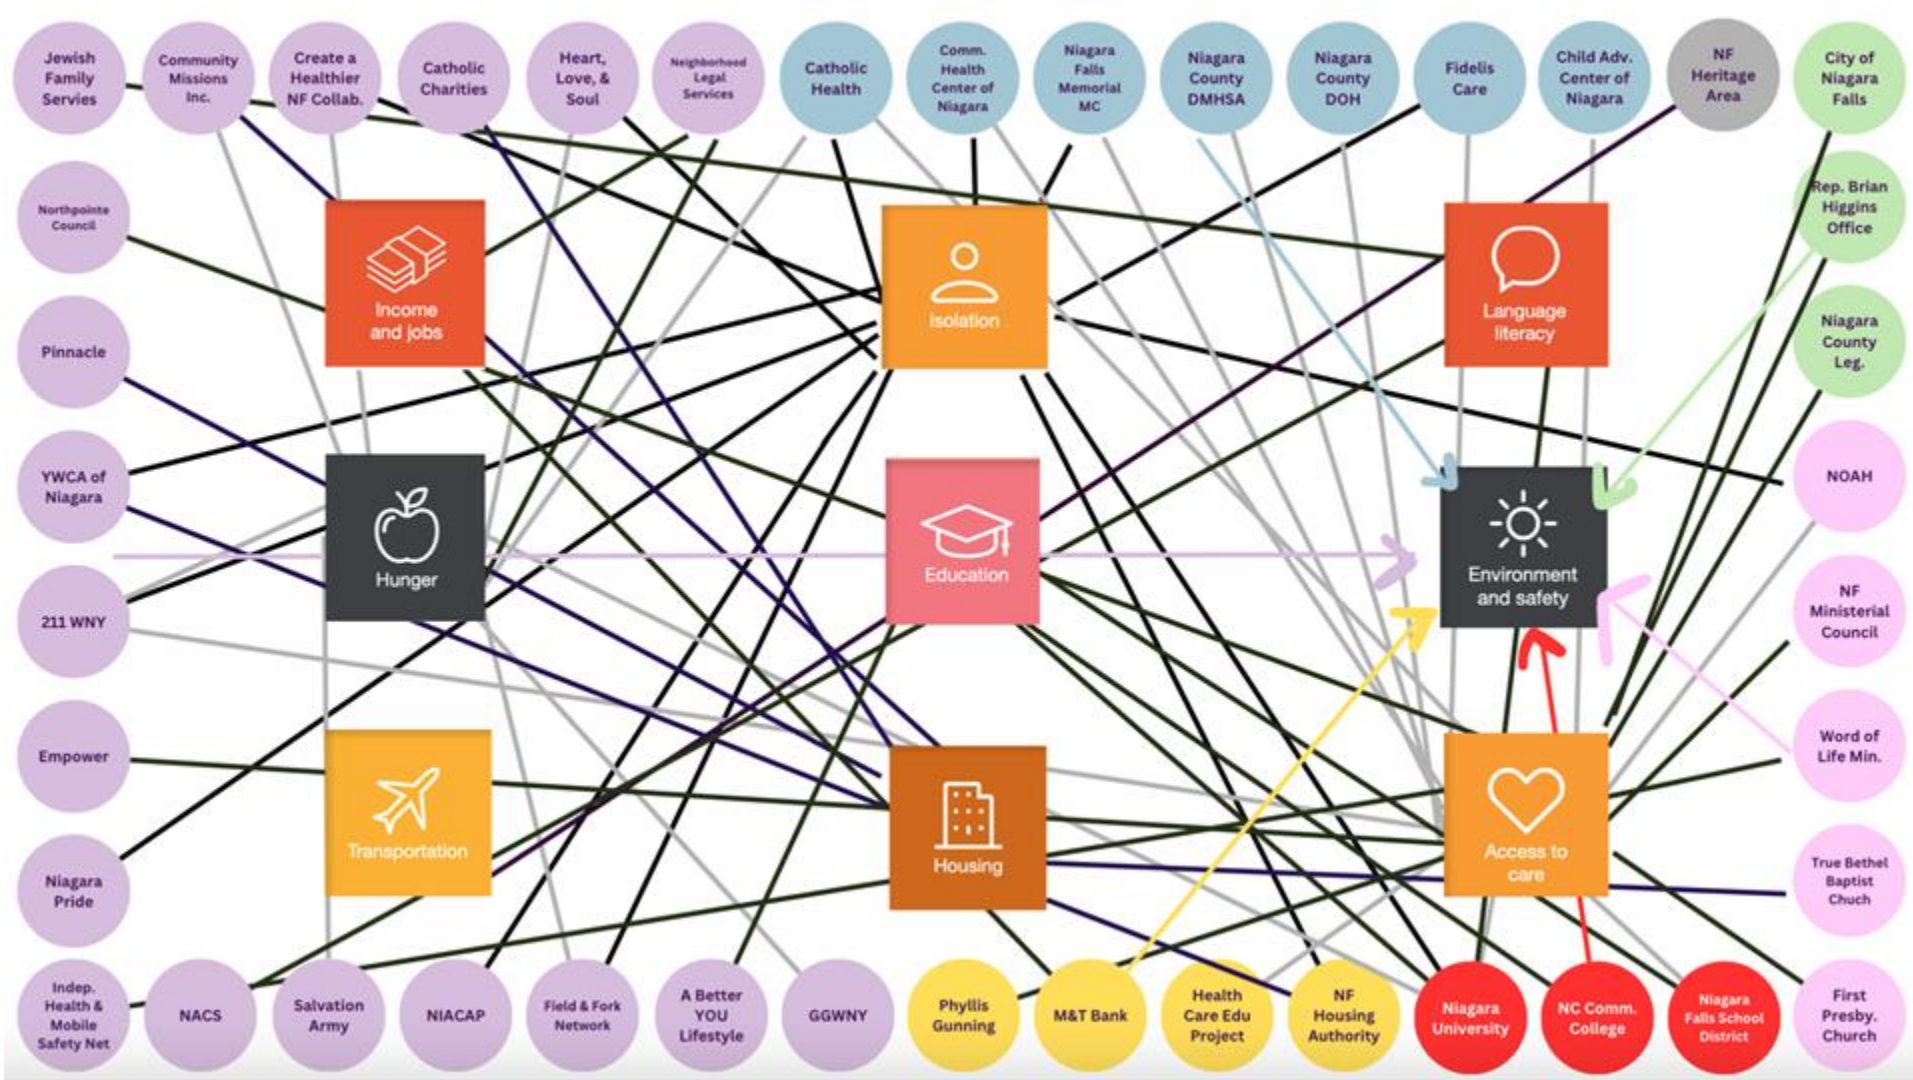 Jewish
Family
Servies
Community
Missions
Inc.
Create a
Healthier
NF Collab.
Catholic
Charities
Heart,
Love, &
Soul
Neighborhood
Legal
Services
Catholic
Health
Comm.
Health
Center of
Niagara
Niagara
Falls
Memorial
MC
Niagara
County
DMHSA
Niagara
County
DOH
Fidelis
Care
Child Adv.
Center of
Niagara
NF
Heritage
Area
City of
Niagara
Falls
Northpointe
Council
Rep. Brian
Higgins
Office
Income
and jobs
Isolation
Language
literacy
Pinnacle
Niagara
County
Leg.
YWCA of
Niagara
NOAH
Hunger
Education
Environment
and safety
211 WNY
NF
Ministerial
Council
Empower
Word of
Life Min.
Transportation
Housing
Access to
care
Niagara
Pride
True Bethel
Baptist
Chuch
Indep.
Health &
Mobile
Safety Net
NACS
Salvation
Army
NIACAP
Field & Fork
Network
A Better
YOU
Lifestyle
GGWNY
Phyllis
Gunning
M&T Bank
Health
Care Edu
Project
NF
Housing
Authority
Niagara
University
NC Comm.
College
Niagara
Falls School
District
First
Presby.
Church